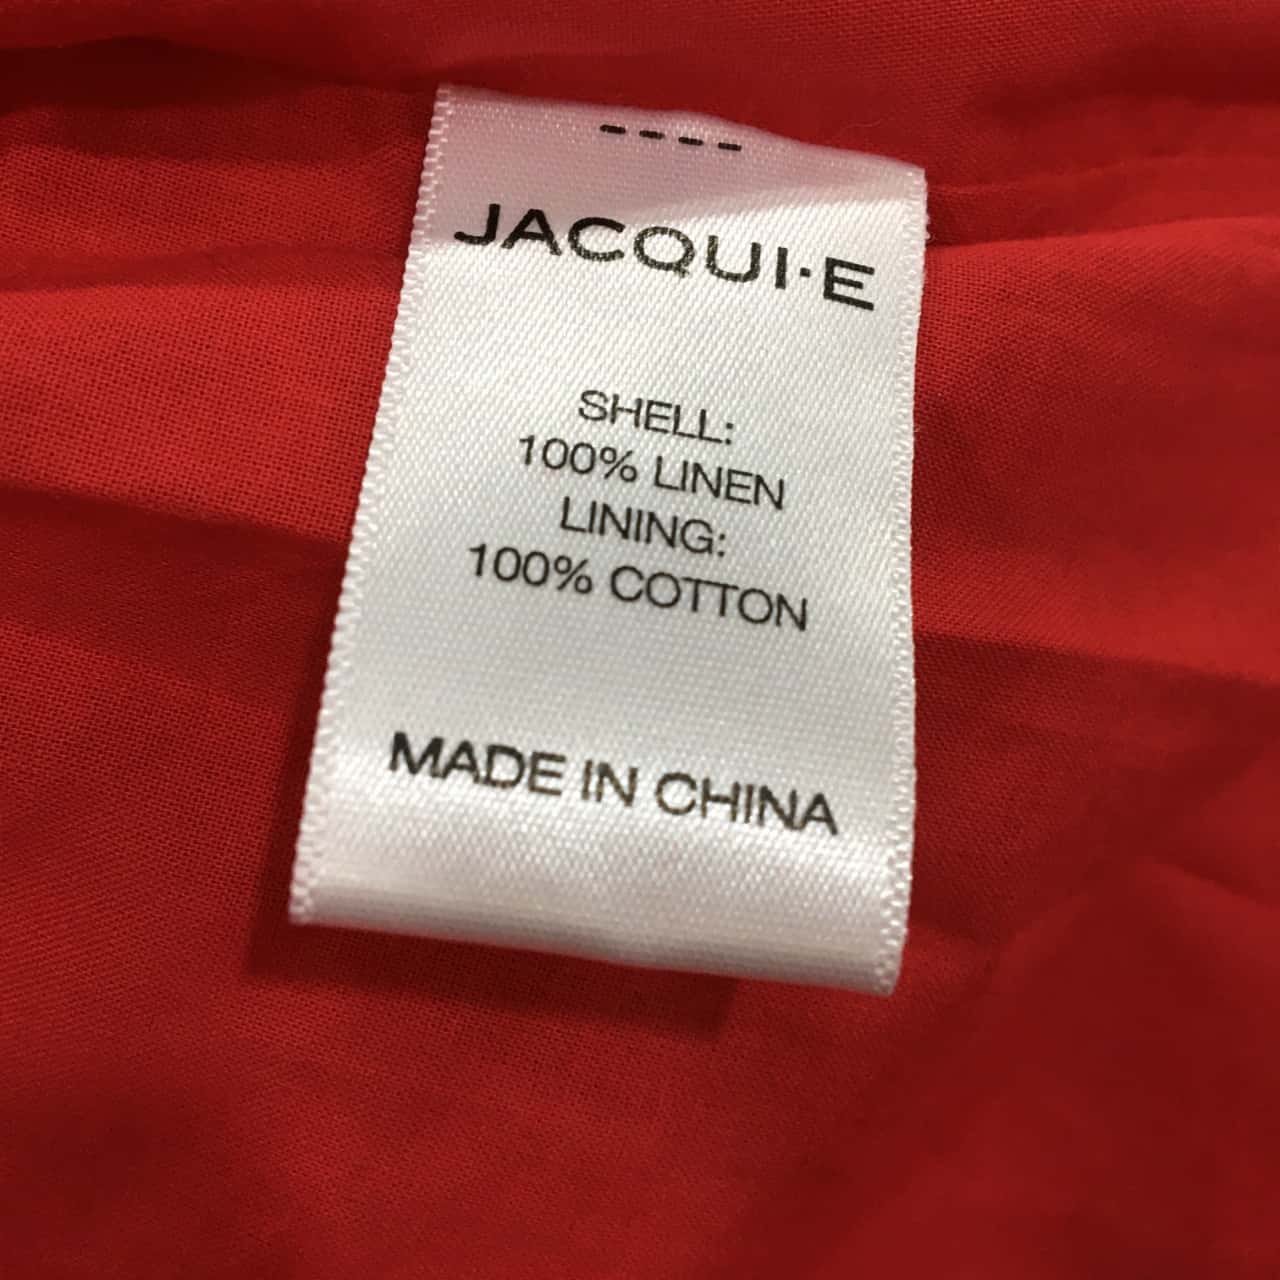 JACQUI·E
SHELL:
100% LINEN
LINING:
100% COTTON
MADE IN CHINA